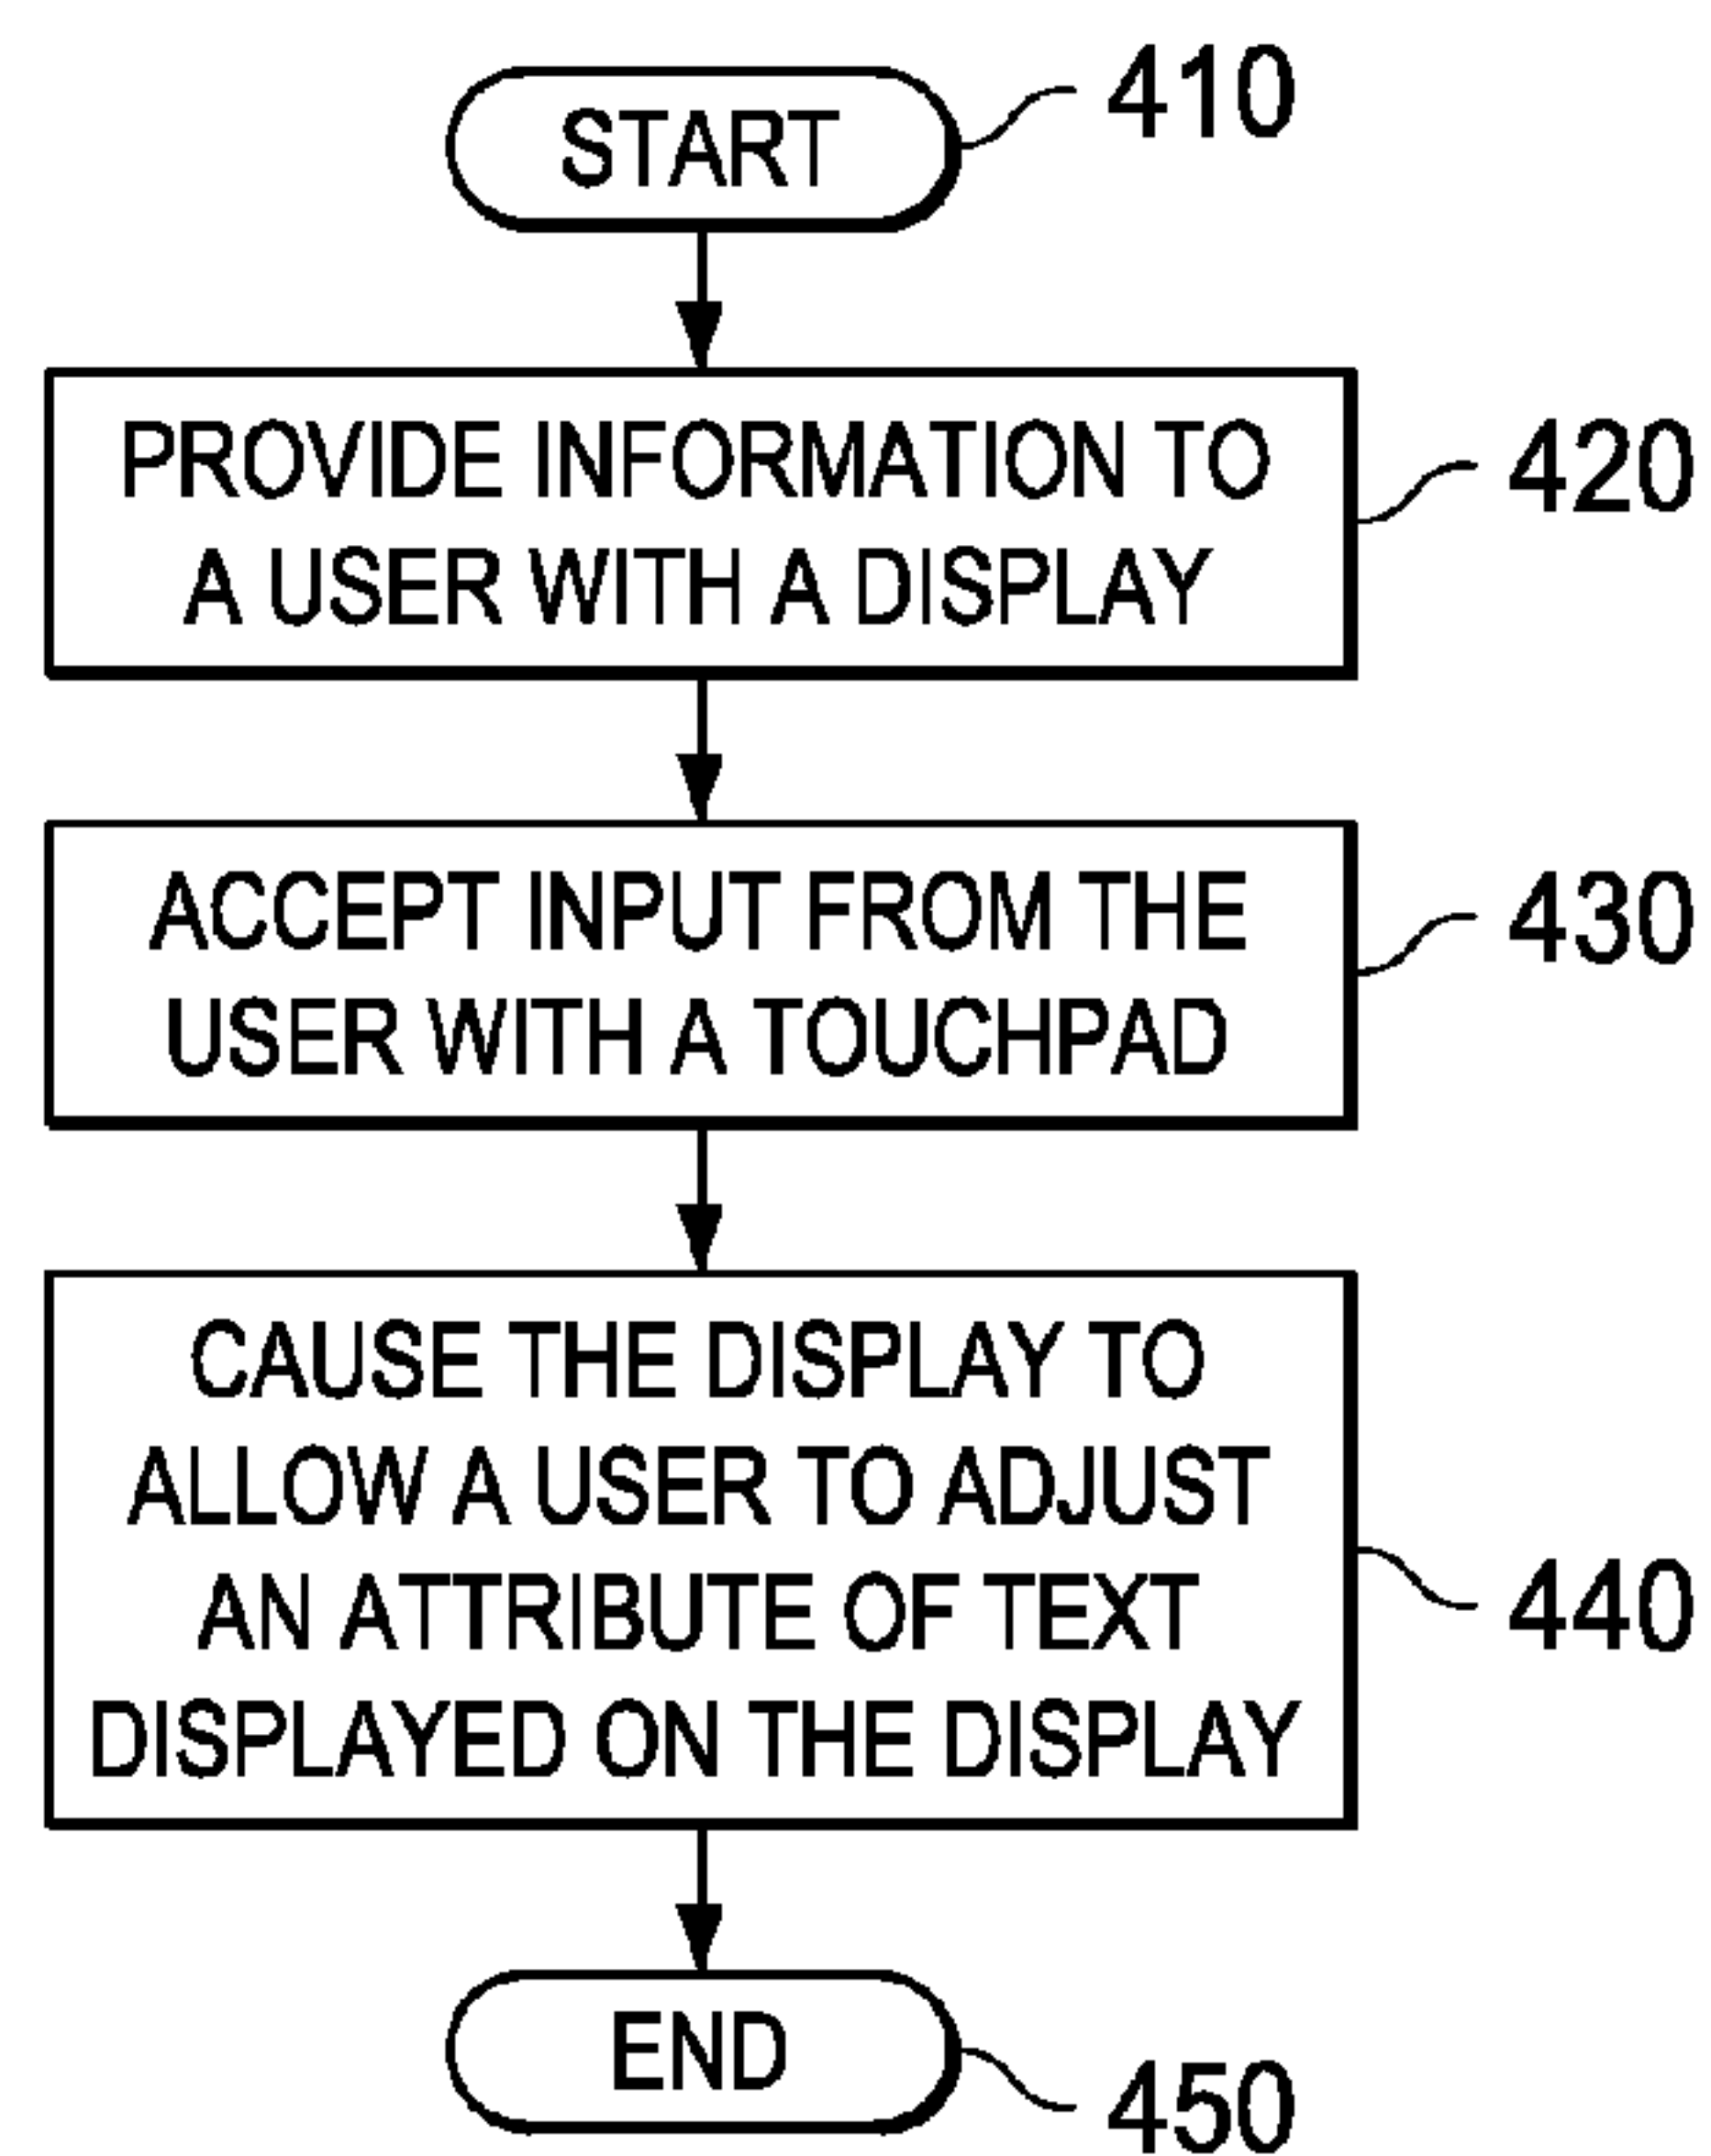 START
410
PROVIDE INFORMATION TO
A USER WITH A DISPLAY
420
ACCEPT INPUT FROM THE
USER WITH A TOUCHPAD
430
CAUSE THE DISPLAY TO
ALLOW A USER TO ADJUST
AN ATTRIBUTE OF TEXT
DISPLAYED ON THE DISPLAY
440
END
450